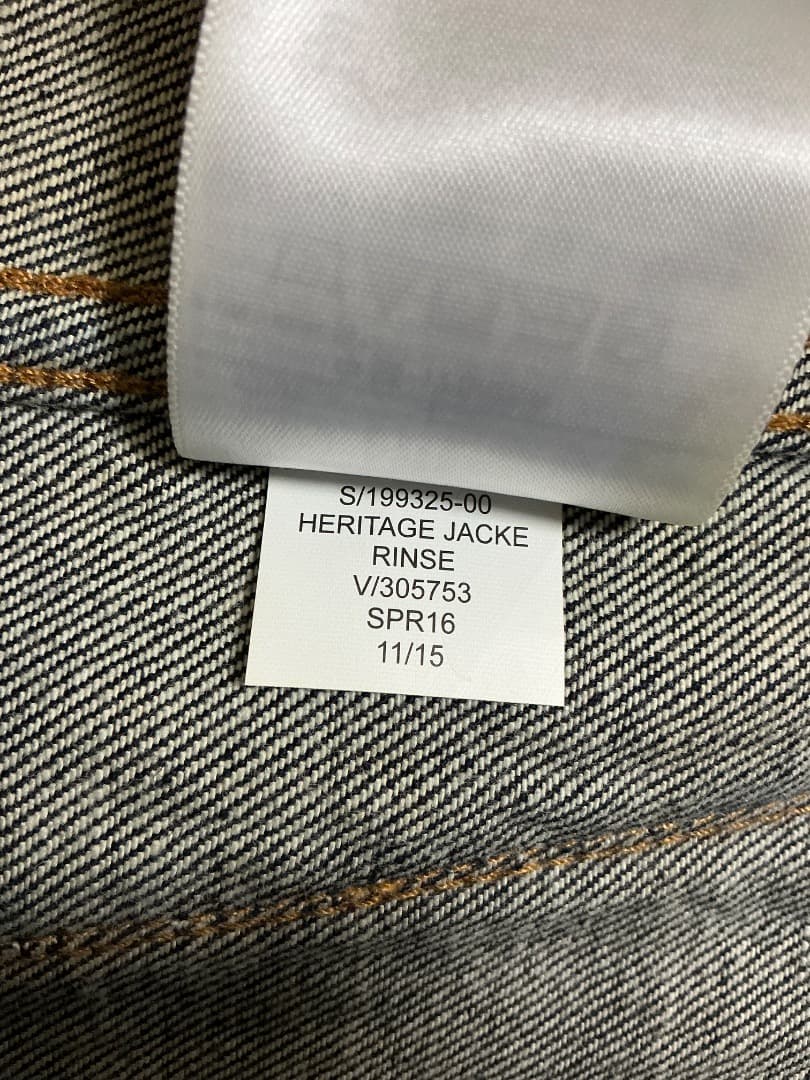 S/199325-00
HERITAGE JACKE
RINSE
V/305753
SPR16
11/15